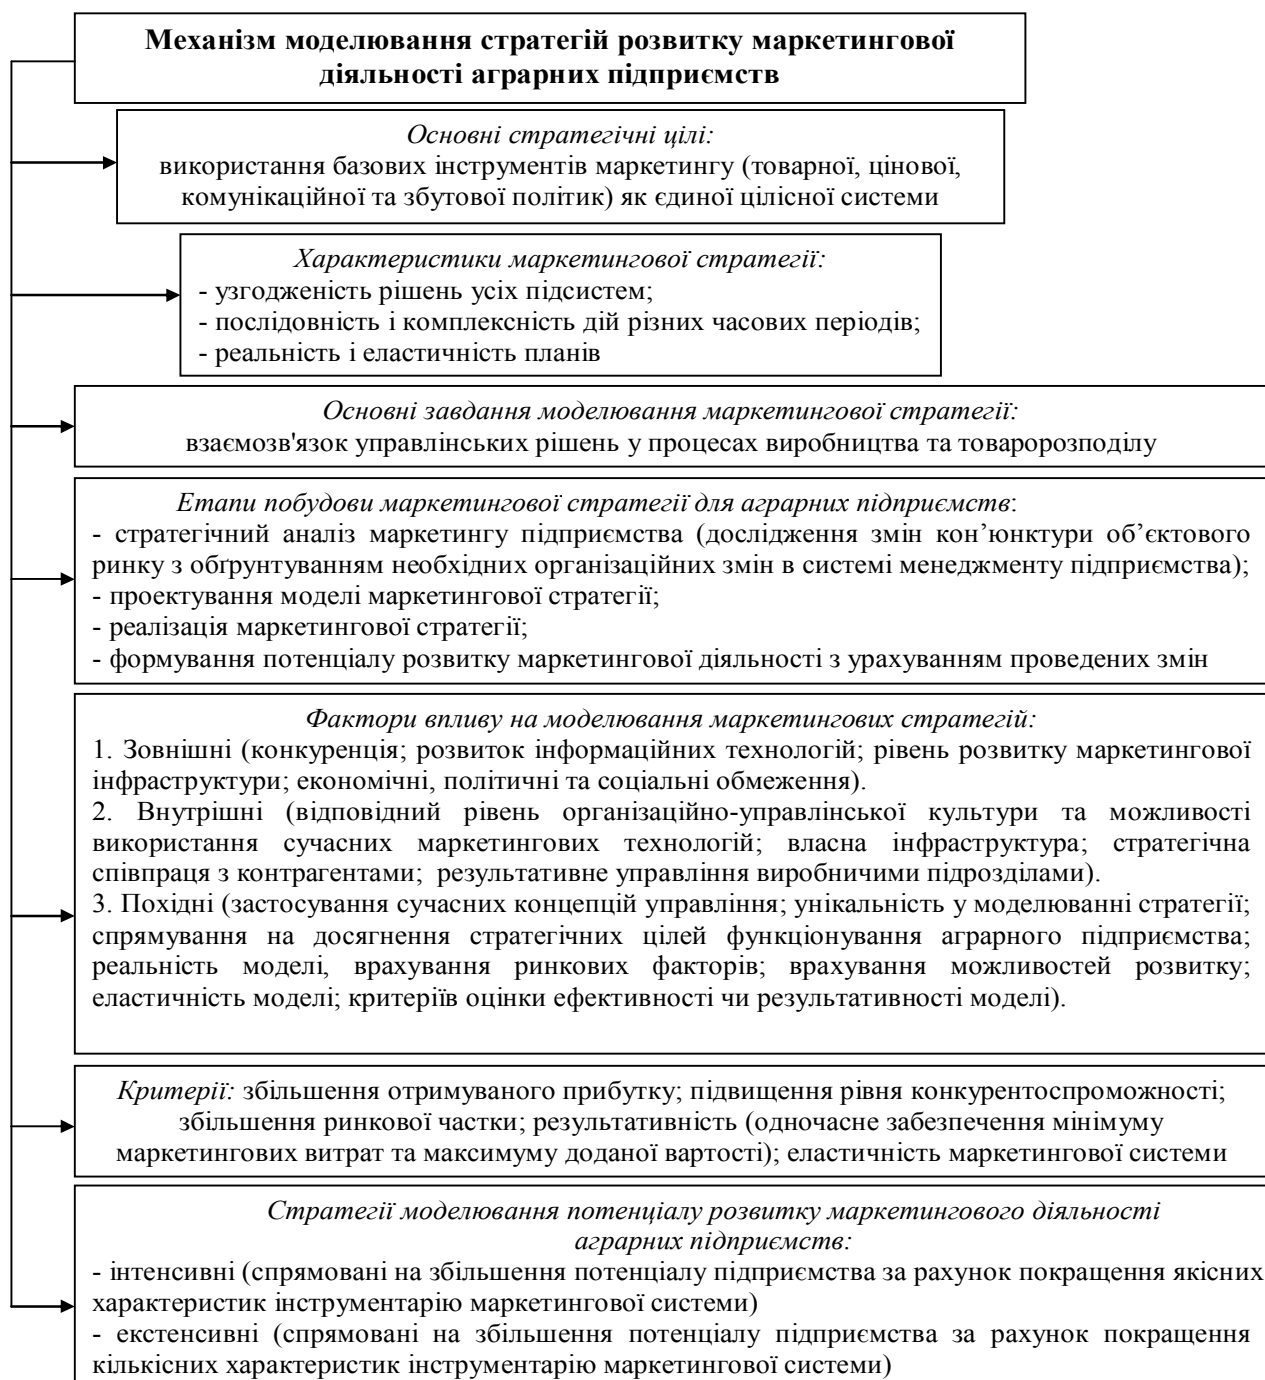 Механізм моделювання стратегій розвитку маркетингової
діяльності аграрних підприємств
Основні стратегічні цілі:
використання базових інструментів маркетингу (товарної, цінової,
комунікаційної та збутової політик) як єдиної цілісної системи
Характеристики маркетингової стратегії:
- узгодженість рішень усіх підсистем;
- послідовність і комплексність дій різних часових періодів;
- реальність і еластичність планів
Основні завдання моделювання маркетингової стратегії:
взаємозв'язок управлінських рішень у процесах виробництва та товаророзподілу
Етапи побудови маркетингової стратегії для аграрних підприємств:
- стратегічний аналіз маркетингу підприємства (дослідження змін кон’юнктури об’єктового
ринку з обґрунтуванням необхідних організаційних змін в системі менеджменту підприємства);
- проектування моделі маркетингової стратегії;
- реалізація маркетингової стратегії;
- формування потенціалу розвитку маркетингової діяльності з урахуванням проведених змін
Фактори впливу на моделювання маркетингових стратегій:
1. Зовнішні (конкуренція; розвиток інформаційних технологій; рівень розвитку маркетингової
інфраструктури; економічні, політичні та соціальні обмеження).
2. Внутрішні (відповідний рівень організаційно-управлінської культури та можливості
використання сучасних маркетингових технологій; власна інфраструктура; стратегічна
співпраця з контрагентами; результативне управління виробничими підрозділами).
3. Похідні (застосування сучасних концепцій управління; унікальність у моделюванні стратегії;
спрямування на досягнення стратегічних цілей функціонування аграрного підприємства;
реальність моделі, врахування ринкових факторів; врахування можливостей розвитку;
еластичність моделі; критеріїв оцінки ефективності чи результативності моделі).
Критерії: збільшення отримуваного прибутку; підвищення рівня конкурентоспроможності;
збільшення ринкової частки; результативність (одночасне забезпечення мінімуму
маркетингових витрат та максимуму доданої вартості); еластичність маркетингової системи
Стратегії моделювання потенціалу розвитку маркетингового діяльності
аграрних підприємств:
- інтенсивні (спрямовані на збільшення потенціалу підприємства за рахунок покращення якісних
характеристик інструментарію маркетингової системи)
- екстенсивні (спрямовані на збільшення потенціалу підприємства за рахунок покращення
кількісних характеристик інструментарію маркетингової системи)